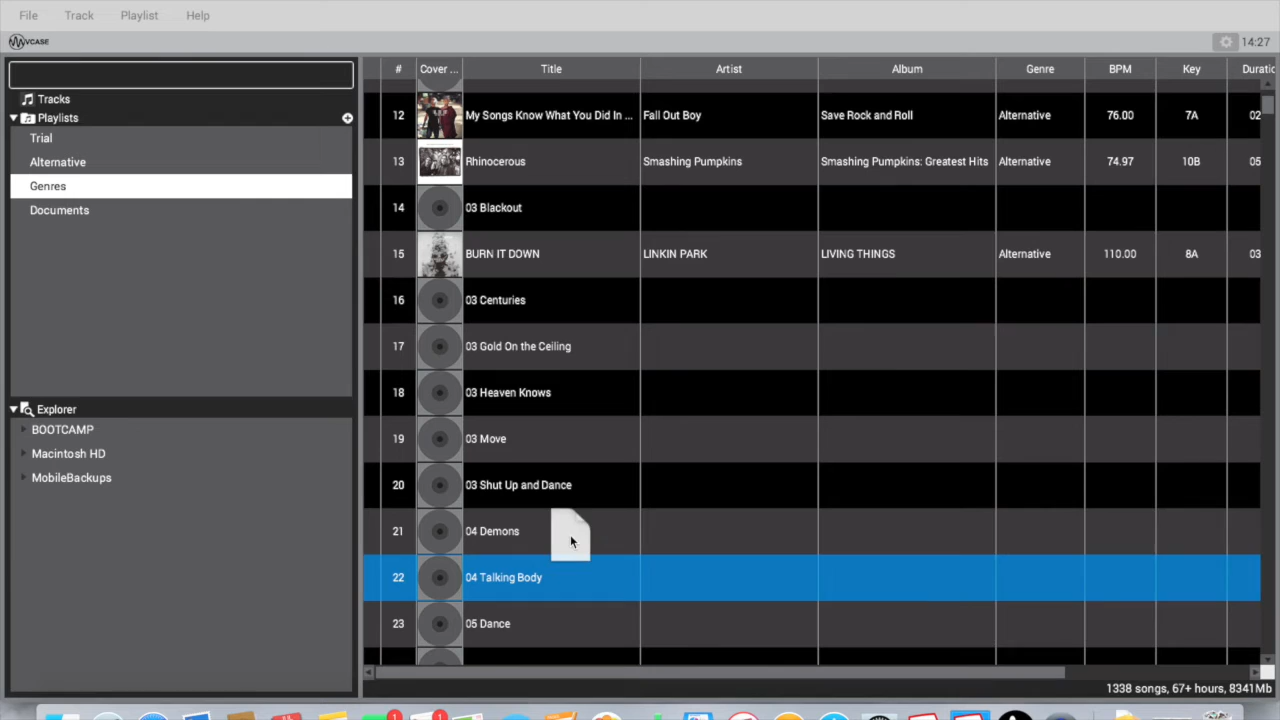 File Track Playlist Help
VCASE 14:27
# Cover ... Title Artist Album Genre BPM Key Duratic
Tracks
Playlists
Trial
Alternative
Genres
Documents
Explorer
BOOTCAMP
Macintosh HD
MobileBackups
12 My Songs Know What You Did In ... Fall Out Boy Save Rock and Roll Alternative 76.00 7A 02
13 Rhinocerous Smashing Pumpkins Smashing Pumpkins: Greatest Hits Alternative 74.97 10B 05
14 03 Blackout
15 BURN IT DOWN LINKIN PARK LIVING THINGS Alternative 110.00 8A 03
16 03 Centuries
17 03 Gold On the Ceiling
18 03 Heaven Knows
19 03 Move
20 03 Shut Up and Dance
21 04 Demons
22 04 Talking Body
23 05 Dance
1338 songs, 67+ hours, 8341Mb
1 1